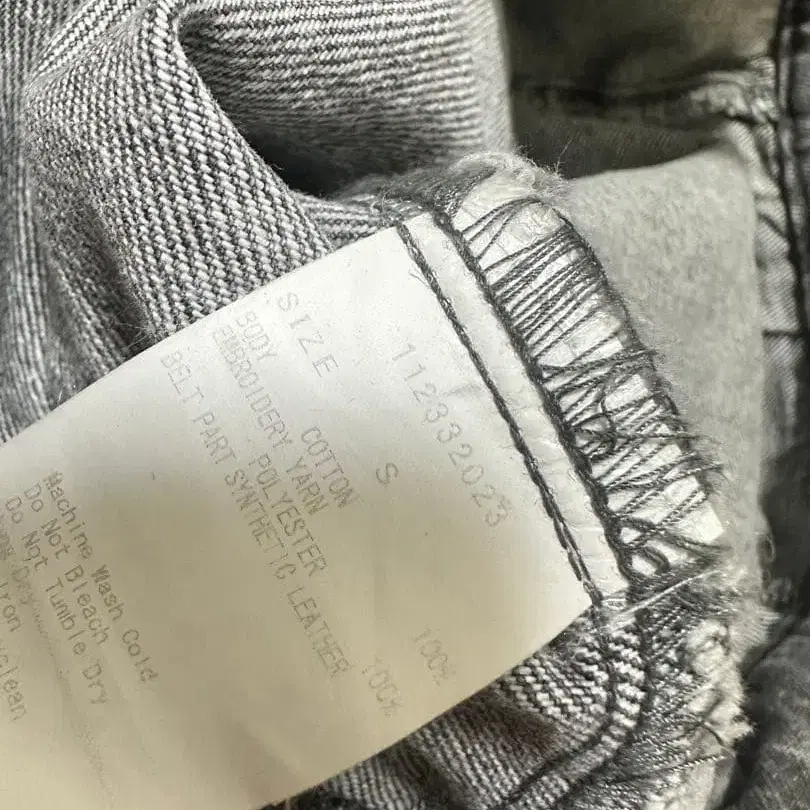 112332023
SIZE S
BODY COTTON 100%
EMBROIDERY YARN
POLYESTER 100%
BELT PART SYNTHETIC LEATHER
Machine Wash Cold
Do Not Bleach
Do Not Tumble Dry
Dry
Iron